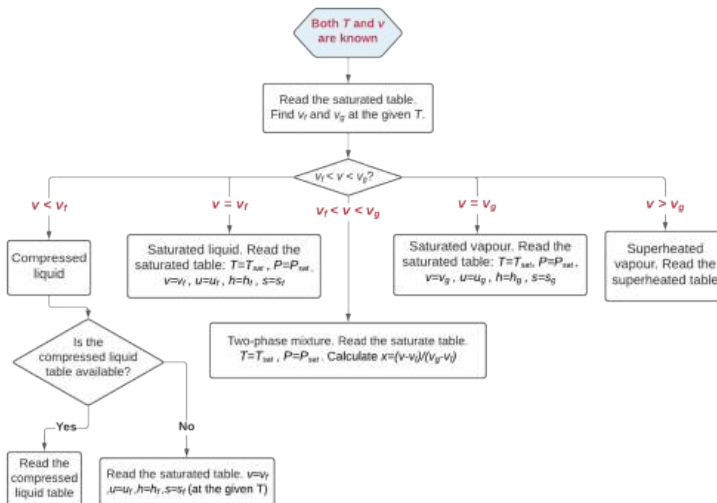 Both T and v
are known
Read the saturated table.
Find vf and vg at the given T.
vf < v < vg?
v < vf
v = vf
vf < v < vg
v = vg
v > vg
Compressed
liquid
Saturated liquid. Read the
saturated table: T=Tsat , P=Psat ,
v=vf , u=uf , h=hf , s=sf
Saturated vapour. Read the
saturated table: T=Tsat , P=Psat ,
v=vg , u=ug , h=hg , s=sg
Superheated
vapour. Read the
superheated table.
Is the
compressed liquid
table available?
Two-phase mixture. Read the saturate table.
T=Tsat , P=Psat . Calculate x=(v-vf)/(vg-vf)
Yes
No
Read the
compressed
liquid table
Read the saturated table. v=vf
,u=uf ,h=hf ,s=sf (at the given T)